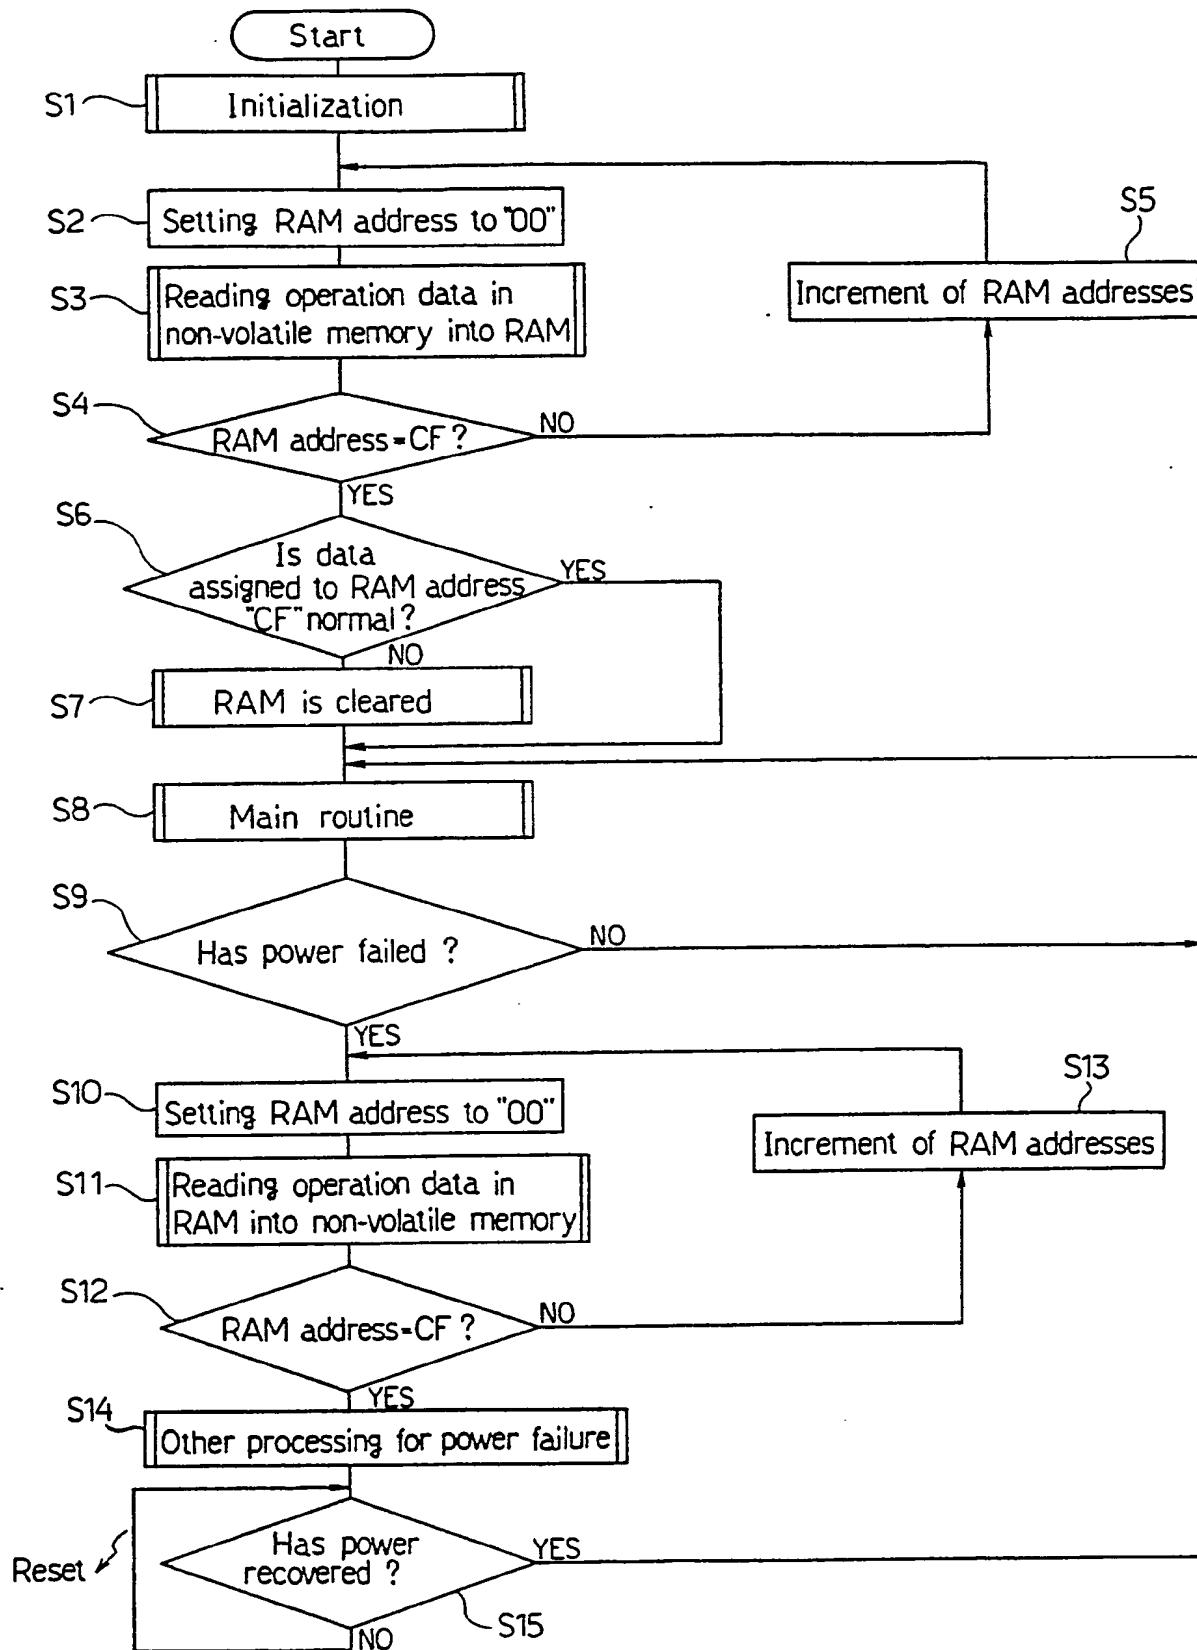 Start
S1
Initialization
S2
Setting RAM address to "00"
S5
Increment of RAM addresses
S3
Reading operation data in
non-volatile memory into RAM
S4
RAM address=CF?
NO
YES
S6
Is data
assigned to RAM address
"CF" normal?
YES
NO
S7
RAM is cleared
S8
Main routine
S9
Has power failed ?
NO
YES
S10
Setting RAM address to "00"
S13
Increment of RAM addresses
S11
Reading operation data in
RAM into non-volatile memory
S12
RAM address=CF?
NO
YES
S14
Other processing for power failure
Reset
Has power
recovered ?
YES
S15
NO